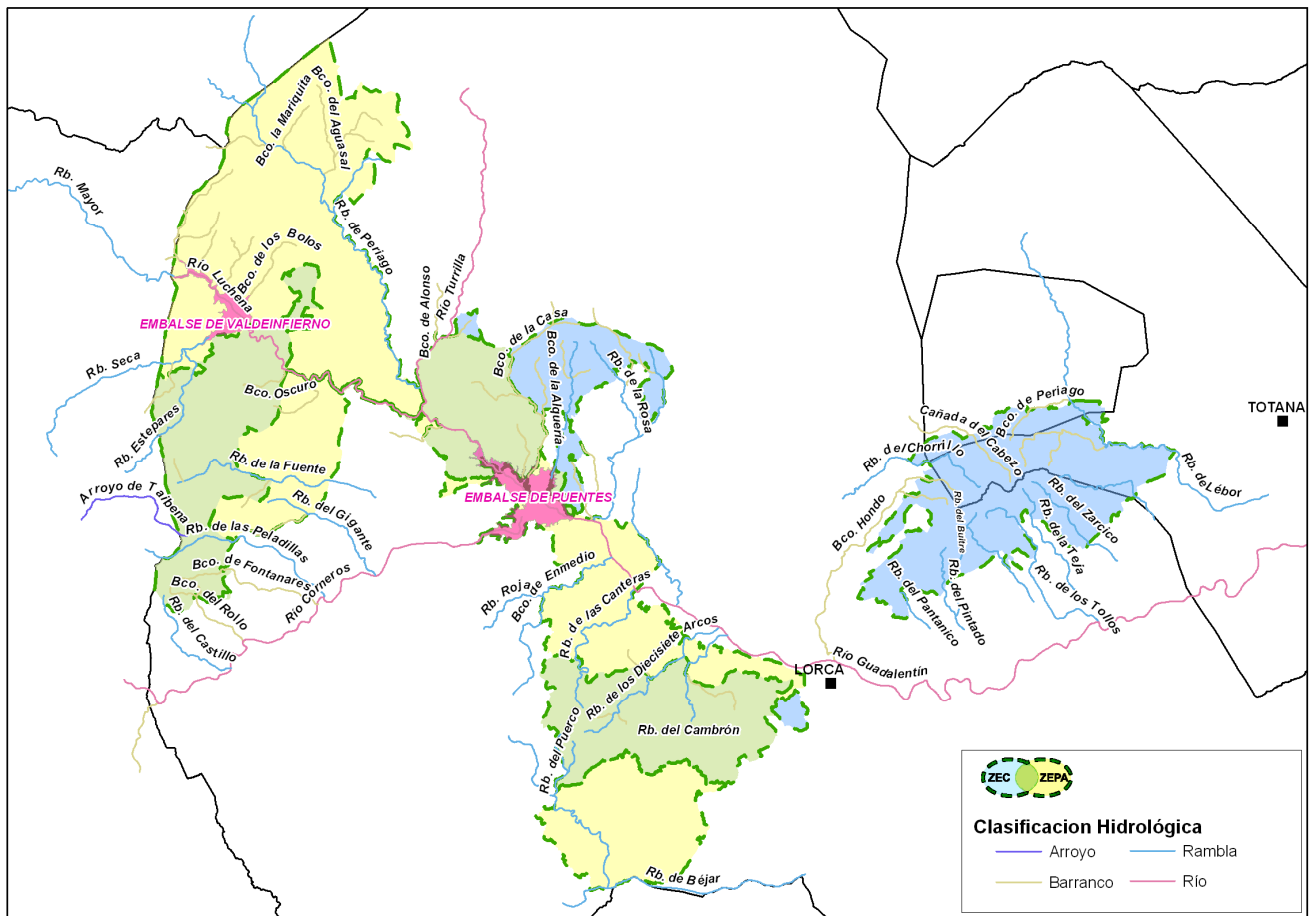 Bco. la Mariquita
Bco. del Aguasal
Rb. Mayor
Rb. de Periago
Río Luchena
Bco. de los Bolos
EMBALSE DE VALDEINFIERNO
Bco. de Alonso
Río Turrilla
Bco. de la Casa
Bco. de la Alquería
Rb. de la Rosa
Rb. Seca
Bco. Oscuro
Rb. Estepares
Rb. de la Fuente
Arroyo de Talbena
Rb. del Gigante
Rb. de las Peladillas
Bco. de Fontanares
Bco. del Rollo
Rb. del Castillo
Río Corneros
EMBALSE DE PUENTES
Rb. Roja
Bco. de Enmedio
Rb. de las Canteras
Rb. de los Diecisiete Arcos
Rb. del Puerco
Rb. del Cambrón
Rb. de Béjar
LORCA
Río Guadalentín
TOTANA
Bco. de Periago
Cañada del Cabezo
Rb. del Chorrillo
Bco. Hondo
Rb. del Buitre
Rb. del Zarcico
Rb. de la Teja
Rb. de Lébor
Rb. de los Tollos
Rb. del Pintado
Rb. del Pantanico
ZEC
ZEPA
Clasificacion Hidrológica
Arroyo
Rambla
Barranco
Río